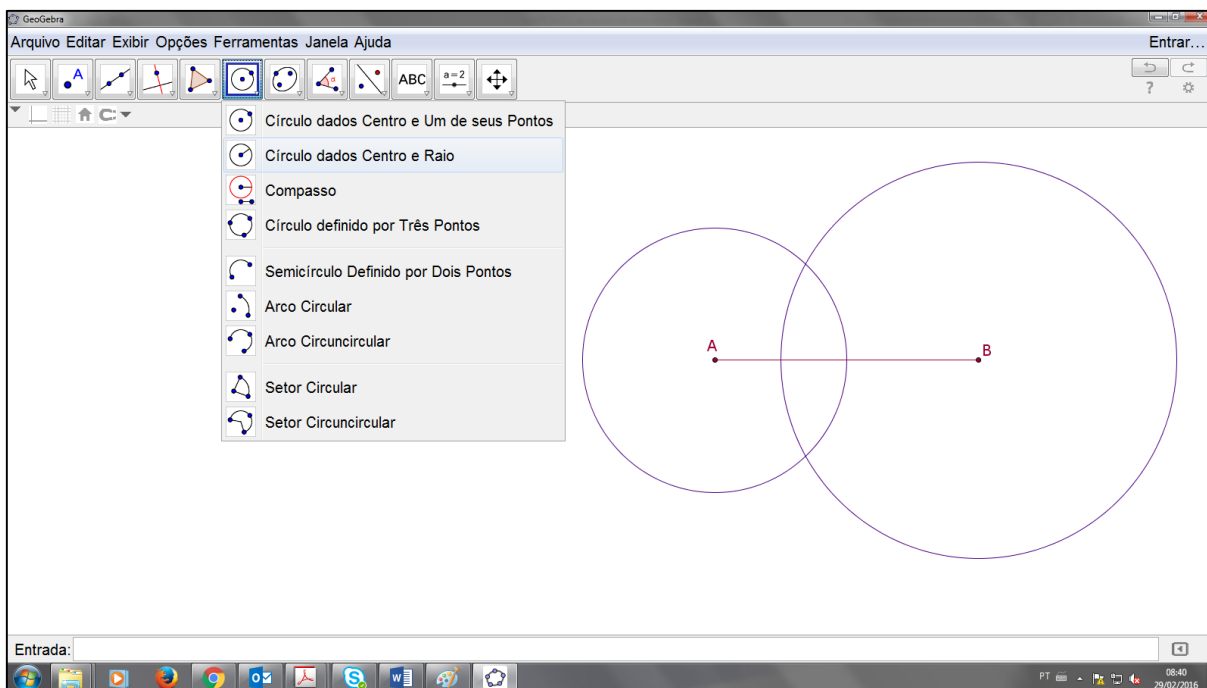 GeoGebra
Arquivo Editar Exibir Opções Ferramentas Janela Ajuda
Entrar...
A
ABC
a=2
?
Círculo dados Centro e Um de seus Pontos
Círculo dados Centro e Raio
Compasso
Círculo definido por Três Pontos
Semicírculo Definido por Dois Pontos
Arco Circular
Arco Circuncircular
Setor Circular
Setor Circuncircular
A
B
Entrada:
PT
08:40
29/02/2016